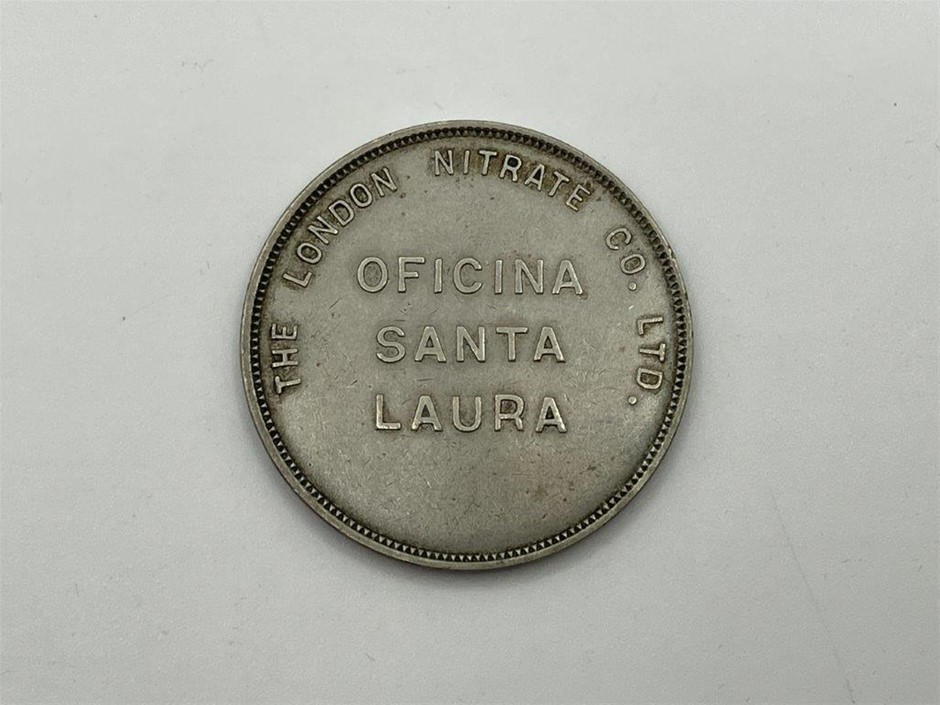 THE LONDON NITRATE CO. LTD.
OFICINA
SANTA
LAURA